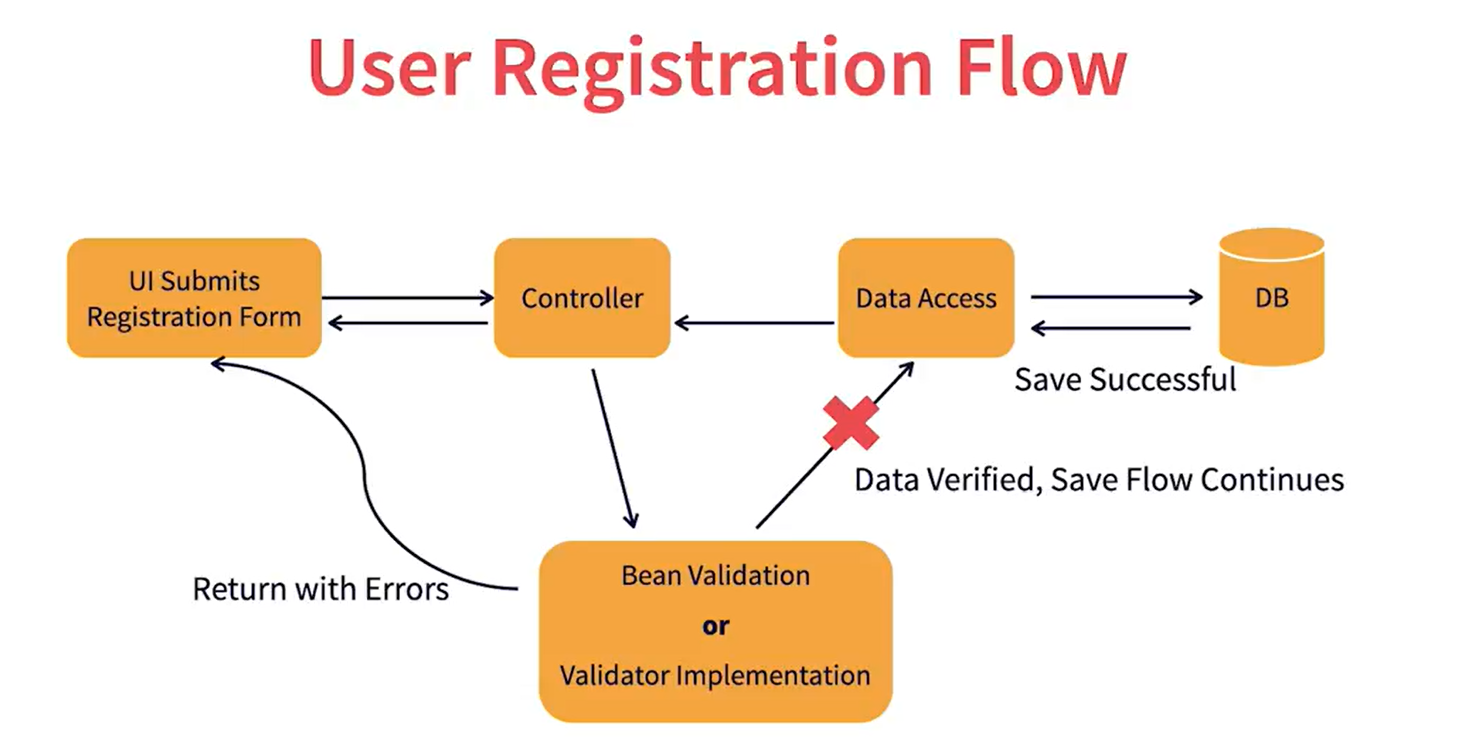 User Registration Flow
UI Submits
Registration Form
Controller
Data Access
DB
Save Successful
Data Verified, Save Flow Continues
Return with Errors
Bean Validation
or
Validator Implementation